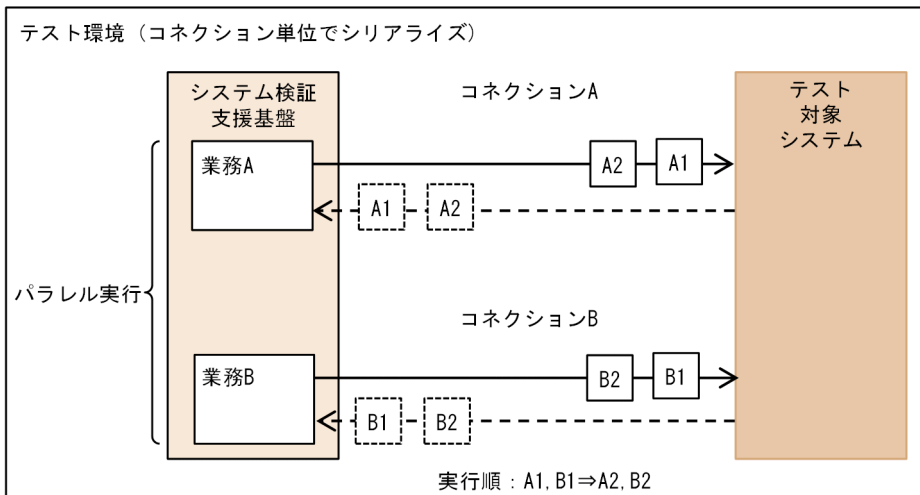 テスト環境（コネクション単位でシリアライズ）
システム検証
支援基盤
コネクションA
テスト
対象
システム
業務A
A2
A1
A1
A2
パラレル実行
コネクションB
業務B
B2
B1
B1
B2
実行順：A1,B1⇒A2,B2